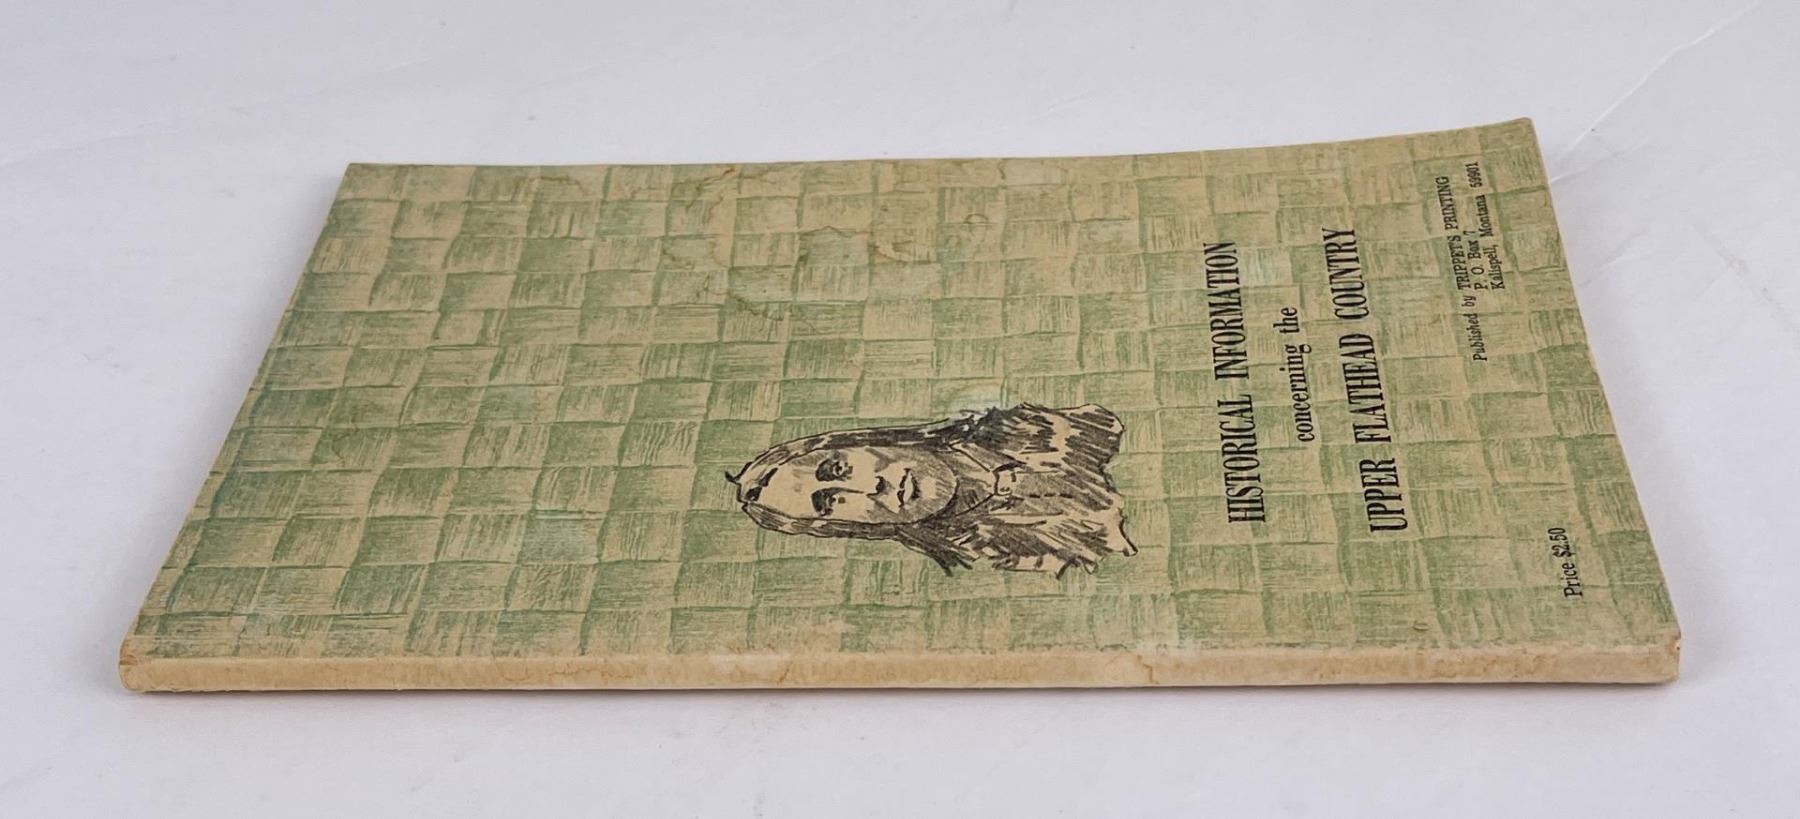 HISTORICAL INFORMATION
concerning the
UPPER FLATHEAD COUNTRY
Price $2.50
Published by TRIPPET'S PRINTING
P. O. Box 7
Kalispell, Montana 59901